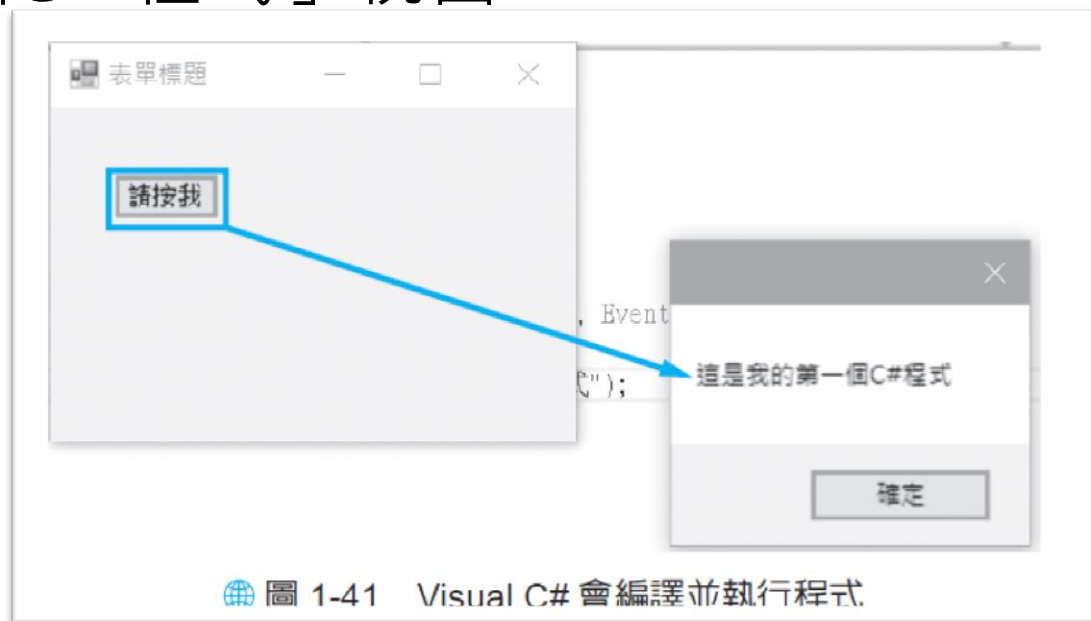 表單標題
請按我
, Event
式");
這是我的第一個C#程式
確定
圖 1-41 Visual C# 會編譯並執行程式